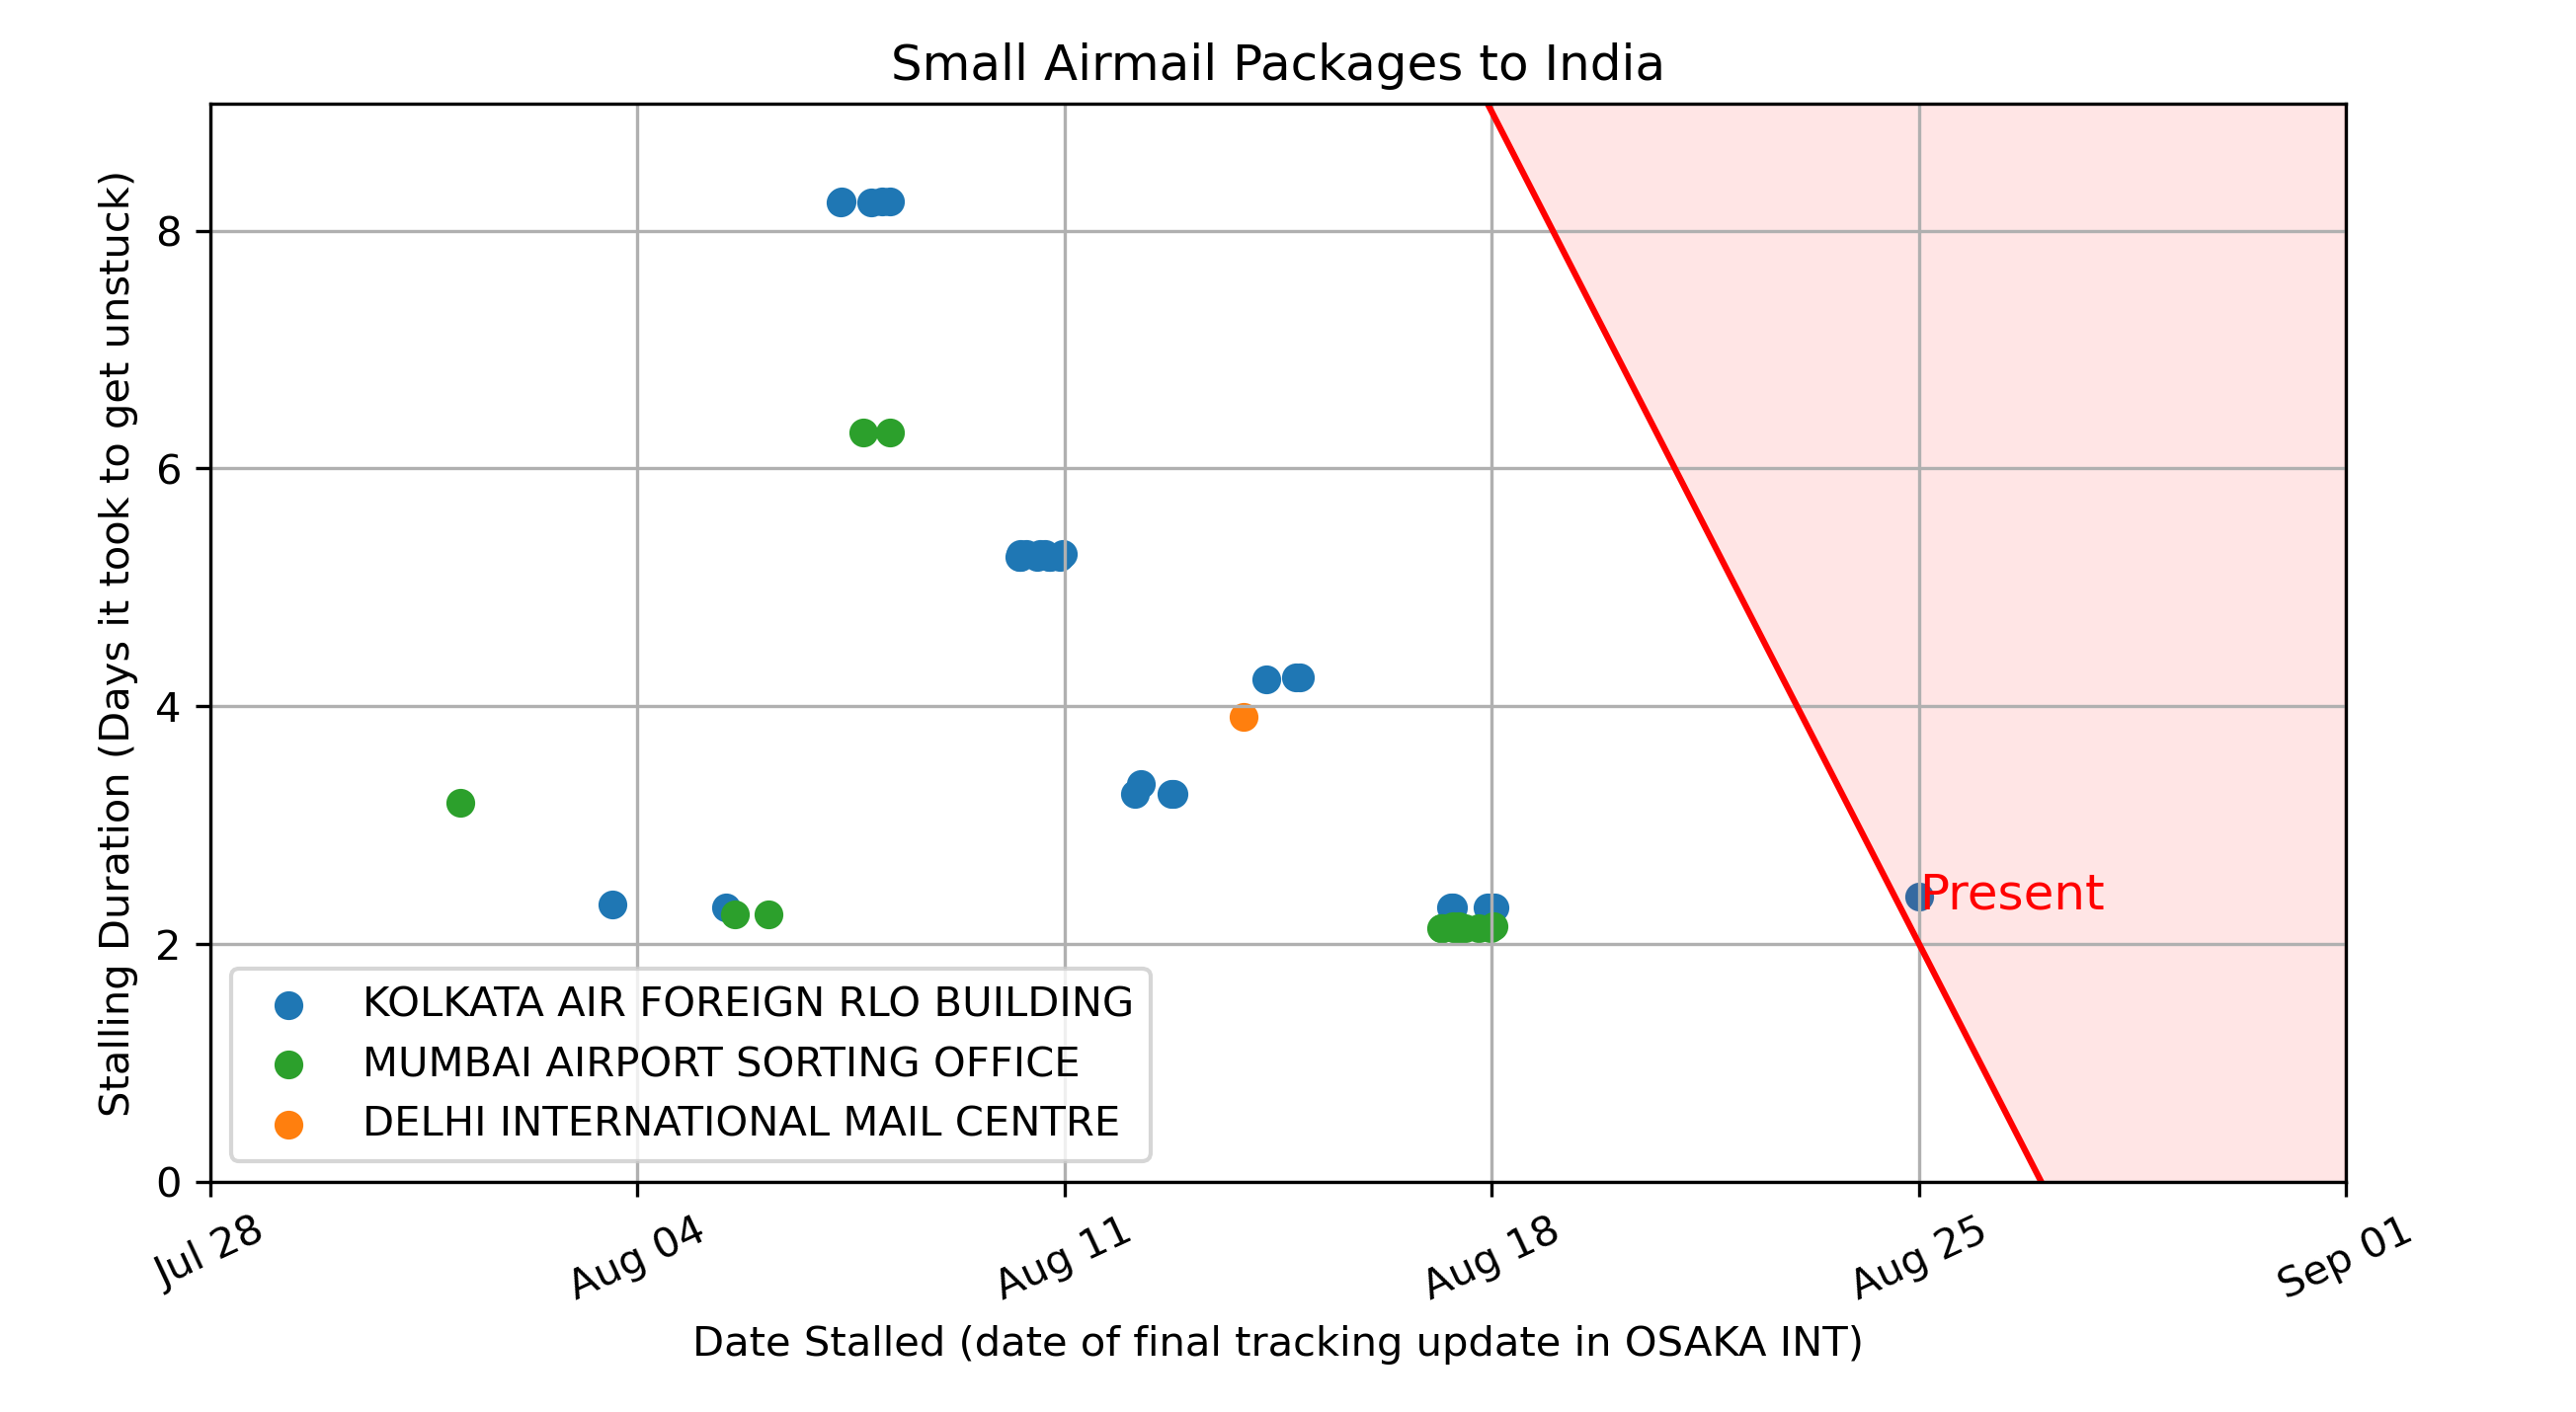 Small Airmail Packages to India
Stalling Duration (Days it took to get unstuck)
8
6
4
2
0
Present
KOLKATA AIR FOREIGN RLO BUILDING
MUMBAI AIRPORT SORTING OFFICE
DELHI INTERNATIONAL MAIL CENTRE
Jul 28
Aug 04
Aug 11
Aug 18
Aug 25
Sep 01
Date Stalled (date of final tracking update in OSAKA INT)